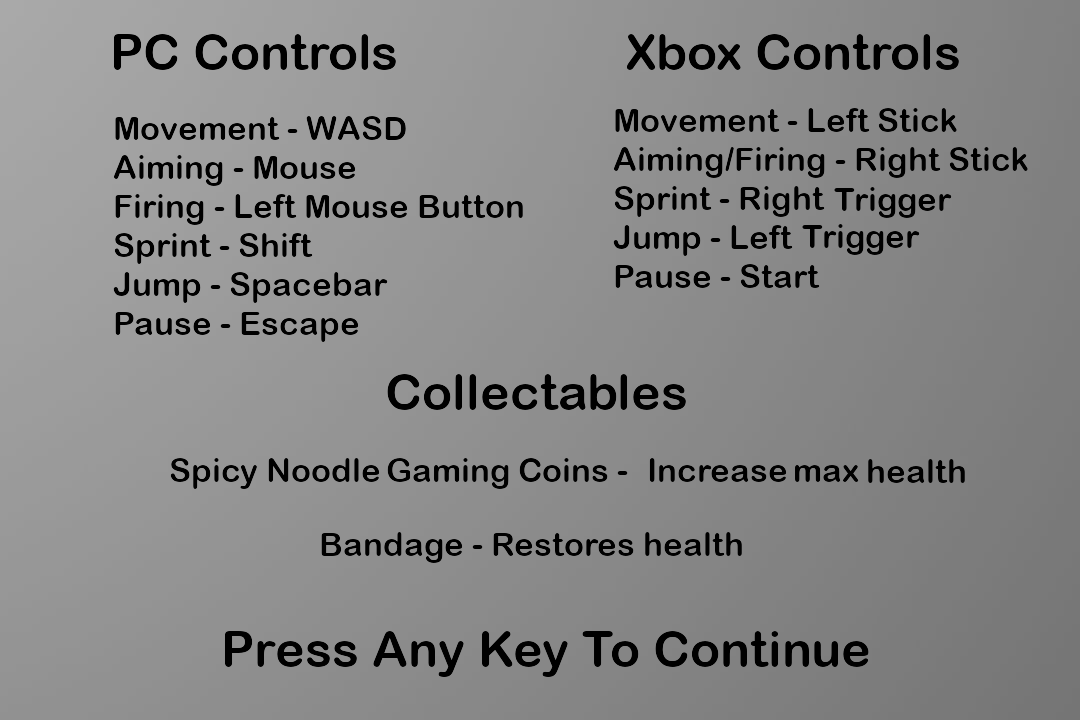 PC Controls
Movement - WASD
Aiming - Mouse
Firing - Left Mouse Button
Sprint - Shift
Jump - Spacebar
Pause - Escape
Xbox Controls
Movement - Left Stick
Aiming/Firing - Right Stick
Sprint - Right Trigger
Jump - Left Trigger
Pause - Start
Collectables
Spicy Noodle Gaming Coins - Increase max health
Bandage - Restores health
Press Any Key To Continue